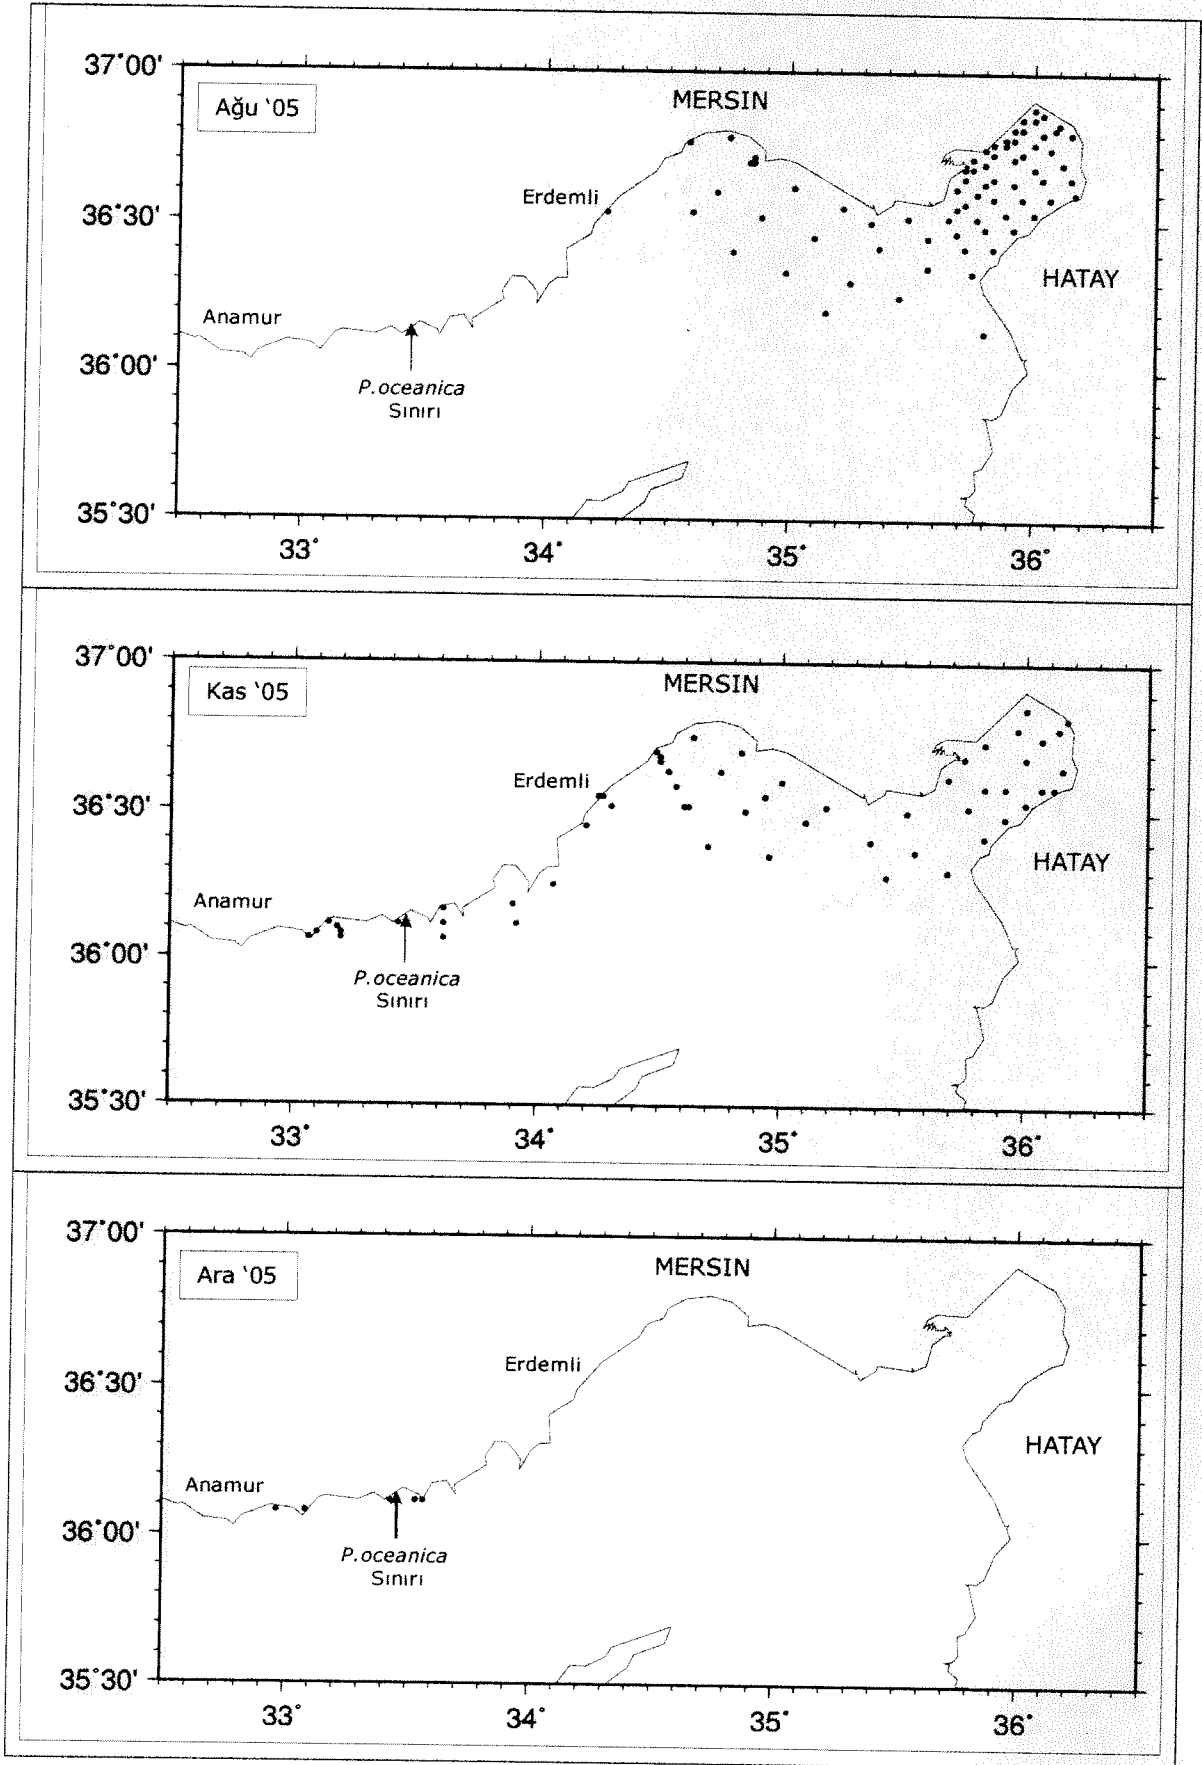 37°00'
Ağu '05
MERSIN
Erdemli
36°30'
HATAY
Anamur
36°00'
P.oceanica
Sınırı
35°30'
33°
34°
35°
36°
37°00'
Kas '05
MERSIN
Erdemli
36°30'
HATAY
Anamur
36°00'
P.oceanica
Sınırı
35°30'
33°
34°
35°
36°
37°00'
Ara '05
MERSIN
Erdemli
36°30'
HATAY
Anamur
36°00'
P.oceanica
Sınırı
35°30'
33°
34°
35°
36°